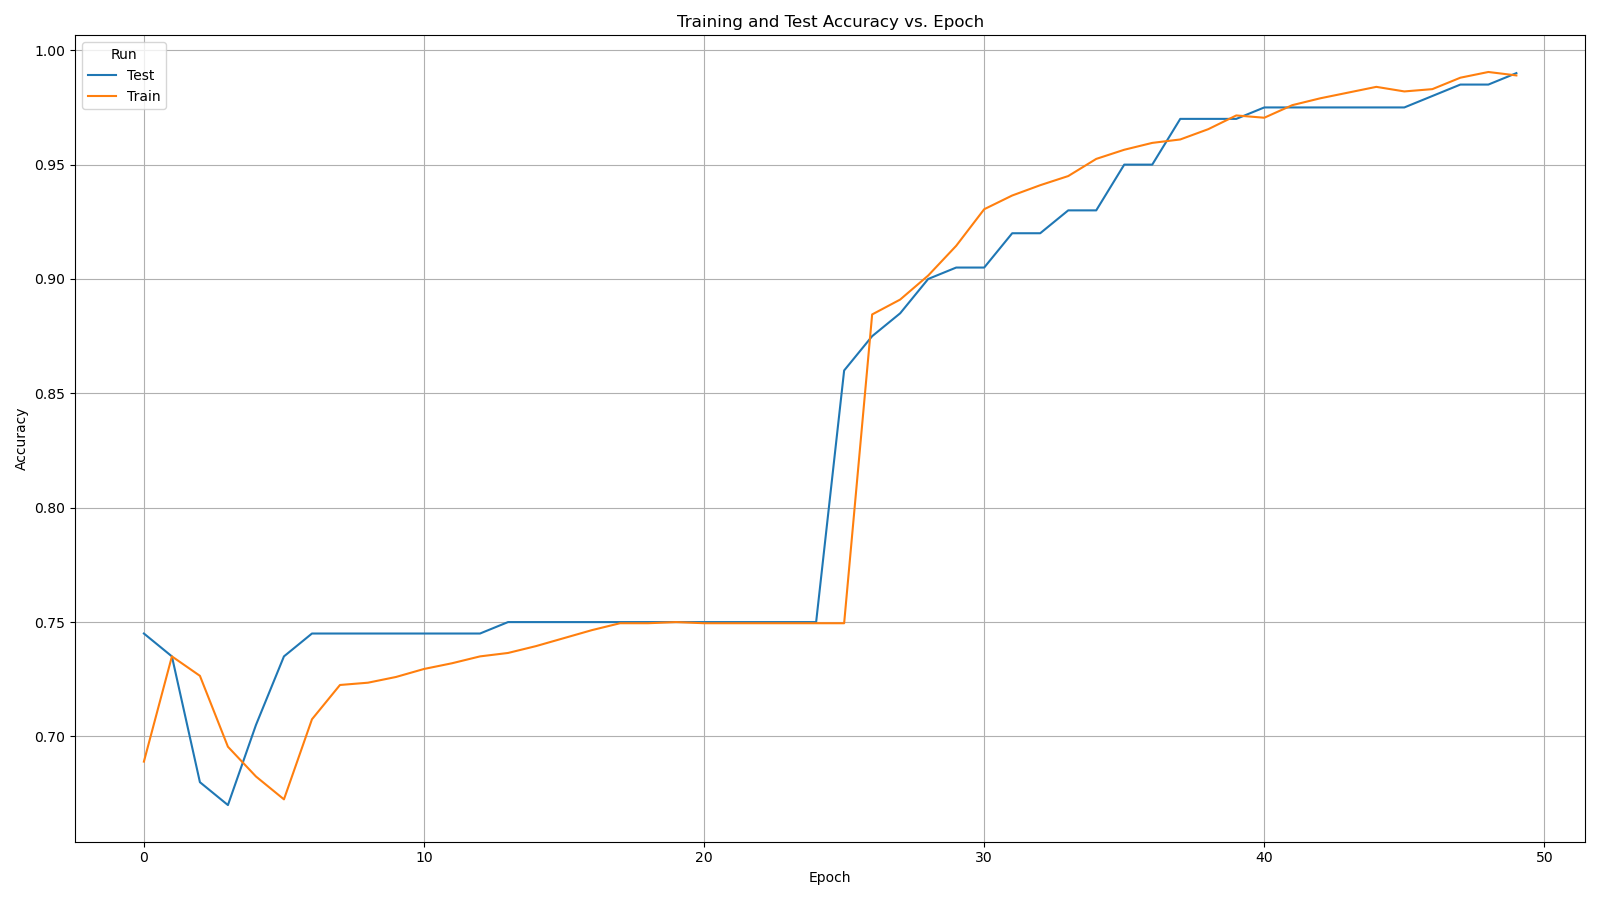 Training and Test Accuracy vs. Epoch
Run
Test
Train
1.00
0.95
0.90
0.85
0.80
0.75
0.70
Accuracy
0 10 20 30 40 50
Epoch